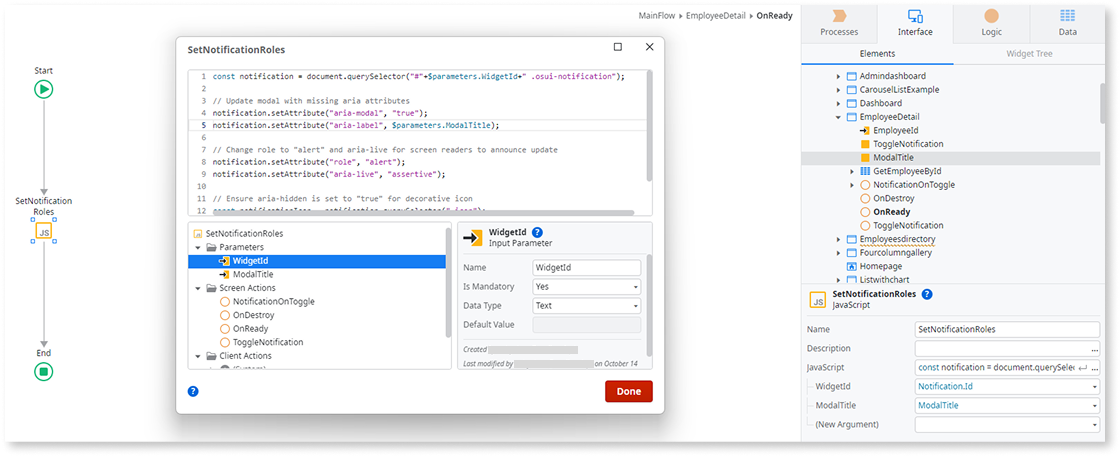 MainFlow ▸ EmployeeDetail ▸ OnReady
Start
SetNotification
Roles
JS
End
SetNotificationRoles
1 const notification = document.querySelector("#"+$parameters.WidgetId+" .osui-notification");
2
3 // Update modal with missing aria attributes
4 notification.setAttribute("aria-modal", "true");
5 notification.setAttribute("aria-label", $parameters.ModalTitle);
6
7 // Change role to "alert" and aria-live for screen readers to announce update
8 notification.setAttribute("role", "alert");
9 notification.setAttribute("aria-live", "assertive");
10
11 // Ensure aria-hidden is set to "true" for decorative icon
12
SetNotificationRoles
Parameters
WidgetId
ModalTitle
Screen Actions
NotificationOnToggle
OnDestroy
OnReady
ToggleNotification
Client Actions
(System)
WidgetId ?
Input Parameter
Name WidgetId
Is Mandatory Yes
Data Type Text
Default Value
Created
Last modified by on October 14
?
Done
Processes
Interface
Logic
Data
Elements
Widget Tree
Admindashboard
CarouselListExample
Dashboard
EmployeeDetail
EmployeeId
ToggleNotification
ModalTitle
GetEmployeeById
NotificationOnToggle
OnDestroy
OnReady
ToggleNotification
Employeesdirectory
Fourcolumngallery
Homepage
Listwithchart
JS
SetNotificationRoles ?
JavaScript
Name SetNotificationRoles
Description ...
JavaScript const notification = document.querySele ...
WidgetId Notification.Id
ModalTitle ModalTitle
(New Argument)